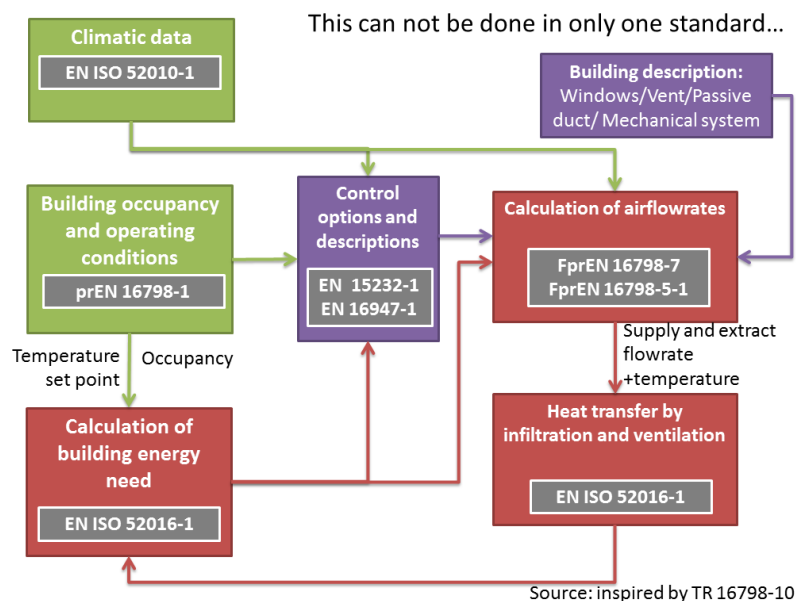 This can not be done in only one standard…
Climatic data
EN ISO 52010-1
Building description:
Windows/Vent/Passive
duct/ Mechanical system
Building occupancy
and operating
conditions
prEN 16798-1
Control
options and
descriptions
EN  15232-1
EN 16947-1
Calculation of airflowrates
FprEN 16798-7
FprEN 16798-5-1
Temperature
set point
Occupancy
Supply and extract
flowrate
+temperature
Calculation of
building energy
need
EN ISO 52016-1
Heat transfer by
infiltration and ventilation
EN ISO 52016-1
Source: inspired by TR 16798-10